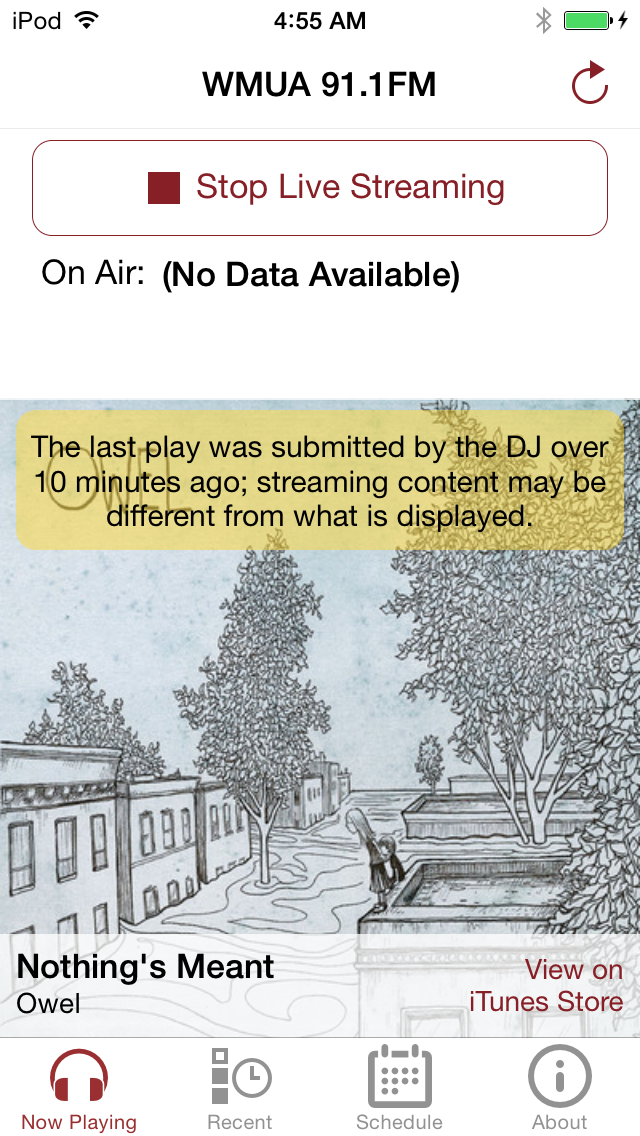 iPod 4:55 AM
WMUA 91.1FM
Stop Live Streaming
On Air: (No Data Available)
OWEL
The last play was submitted by the DJ over
10 minutes ago; streaming content may be
different from what is displayed.
Nothing's Meant
Owel
View on
iTunes Store
Now Playing Recent Schedule About